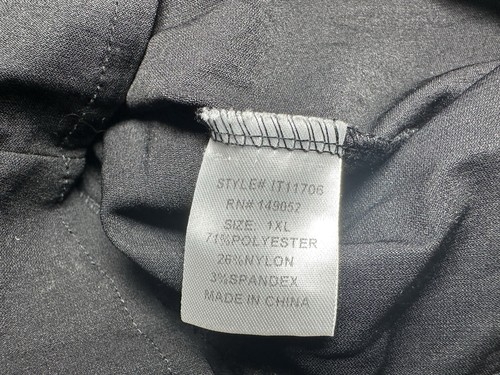 STYLE# IT11706
RN# 149052
SIZE: 1XL
71%POLYESTER
26%NYLON
3%SPANDEX
MADE IN CHINA